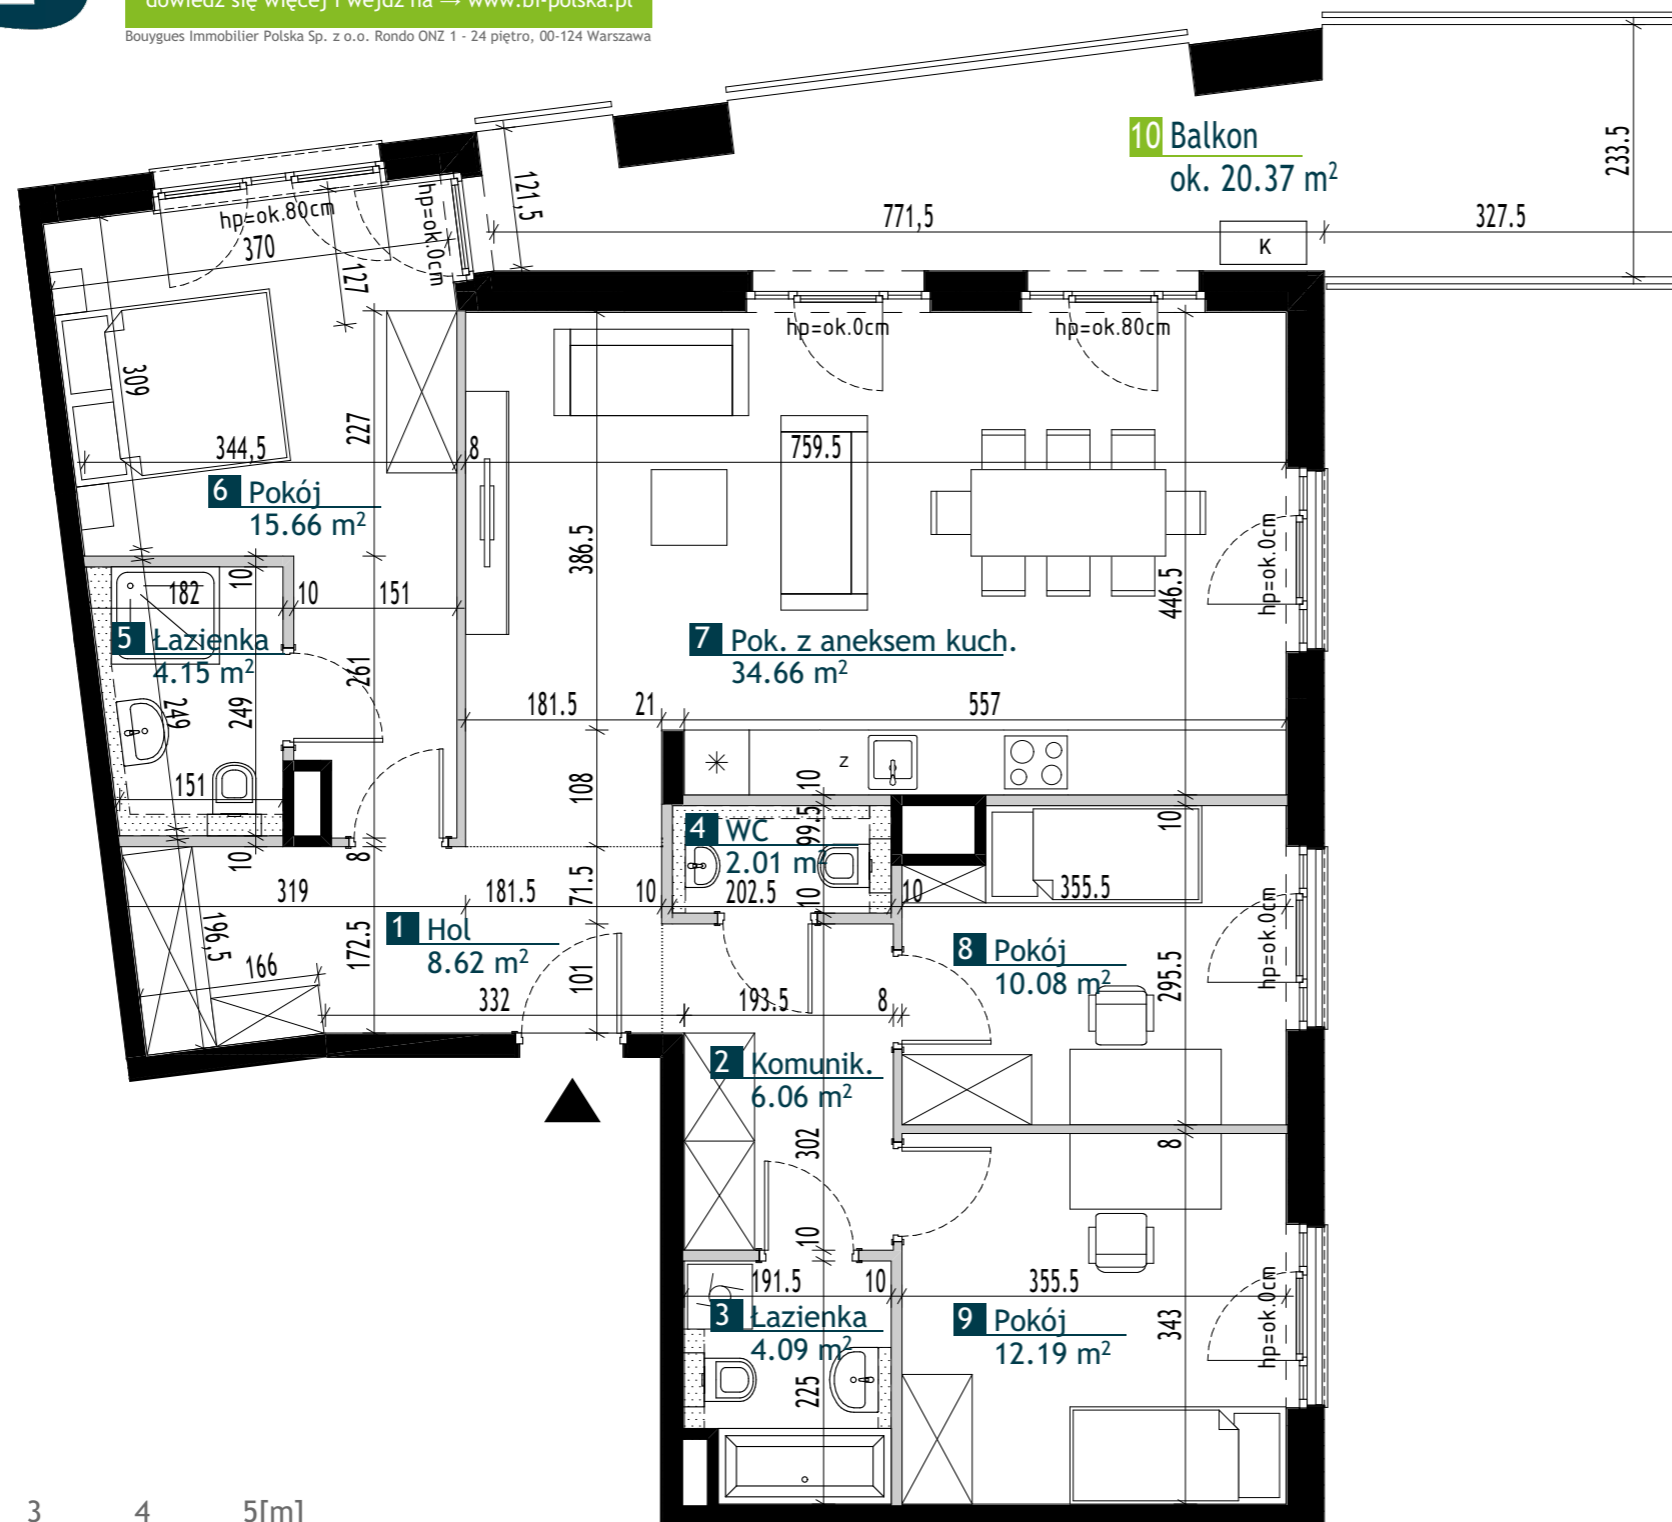 dowiedz się więcej i wejdź na → www.bi-polska.pl
Bouygues Immobilier Polska Sp. z o.o. Rondo ONZ 1 - 24 piętro, 00-124 Warszawa
10 Balkon
ok. 20.37 m²
233.5
121,5
771,5
327.5
K
hp=ok.80cm
hp=ok.0cm
370
127
hp=ok.0cm
hp=ok.80cm
309
227
344,5
8
759.5
6 Pokój
15.66 m²
386.5
446.5
hp=ok.0cm
10
182
10
151
5 Łazienka
4.15 m²
261
7 Pok. z aneksem kuch.
34.66 m²
249
249
181.5
21
557
151
z
108
10
10
99.5
4 WC
2.01 m²
10
8
319
181.5
71.5
10
202.5
10
10
355.5
hp=ok.0cm
196,5
172.5
1 Hol
8.62 m²
166
101
332
193.5
8
8 Pokój
10.08 m²
295.5
2 Komunik.
6.06 m²
302
8
10
191.5
10
355.5
3 Łazienka
4.09 m²
9 Pokój
12.19 m²
343
hp=ok.0cm
225
3
4
5[m]